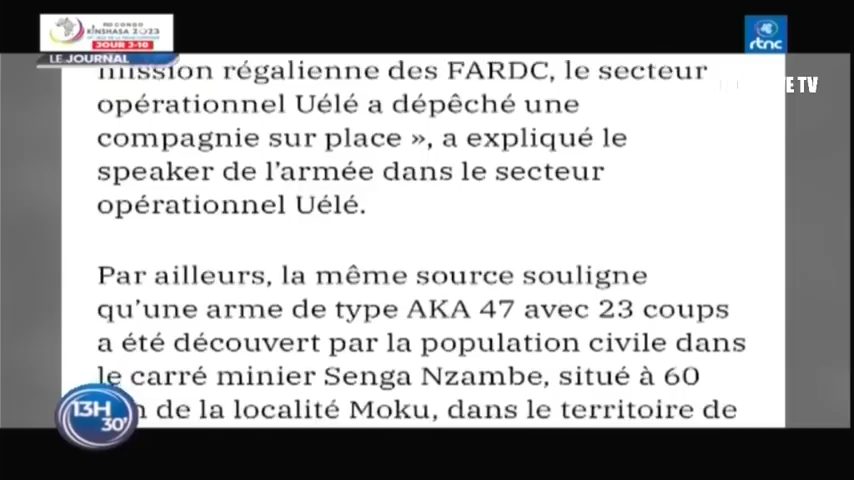 RD CONGO
KINSHASA 2023
JOUR J-10
LE JOURNAL
rtnc
TV
mission régalienne des FARDC, le secteur
opérationnel Uélé a dépêché une
compagnie sur place », a expliqué le
speaker de l'armée dans le secteur
opérationnel Uélé.
Par ailleurs, la même source souligne
qu'une arme de type AKA 47 avec 23 coups
a été découvert par la population civile dans
le carré minier Senga Nzambe, situé à 60
de la localité Moku, dans le territoire de
13H
30'